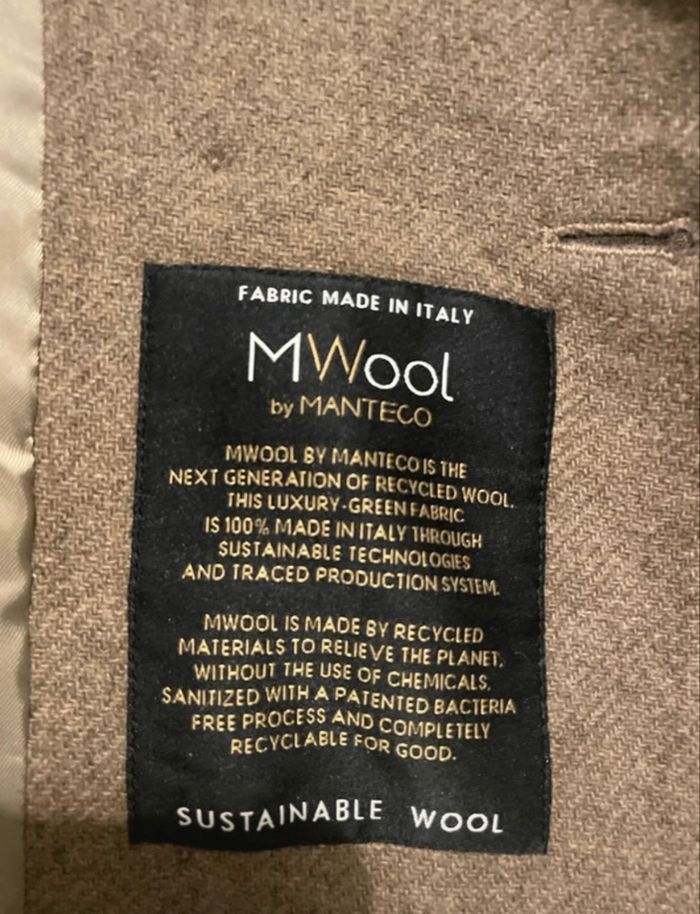 FABRIC MADE IN ITALY
MWool
by MANTECO
MWOOL BY MANTECO IS THE
NEXT GENERATION OF RECYCLED WOOL.
THIS LUXURY-GREEN FABRIC
IS 100% MADE IN ITALY THROUGH
SUSTAINABLE TECHNOLOGIES
AND TRACED PRODUCTION SYSTEM.
MWOOL IS MADE BY RECYCLED
MATERIALS TO RELIEVE THE PLANET,
WITHOUT THE USE OF CHEMICALS,
SANITIZED WITH A PATENTED BACTERIA
FREE PROCESS AND COMPLETELY
RECYCLABLE FOR GOOD.
SUSTAINABLE WOOL